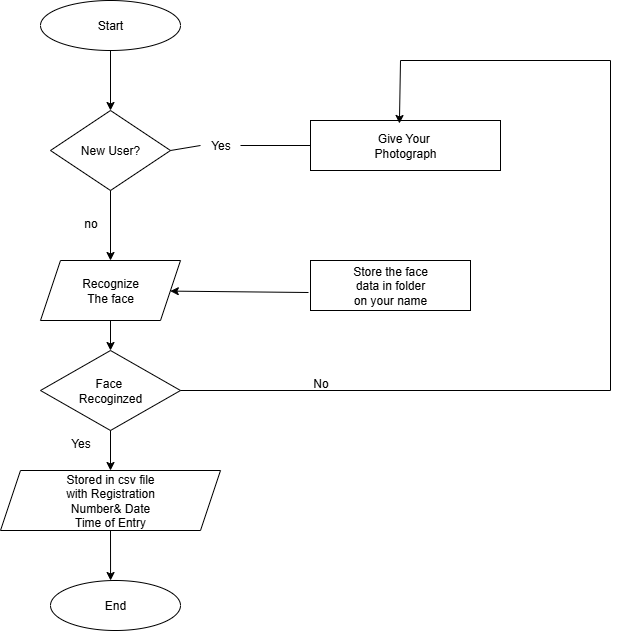 Start
New User?
Yes
Give Your
Photograph
no
Recognize
The face
Store the face
data in folder
on your name
Face
Recoginzed
No
Yes
Stored in csv file
with Registration
Number& Date
Time of Entry
End